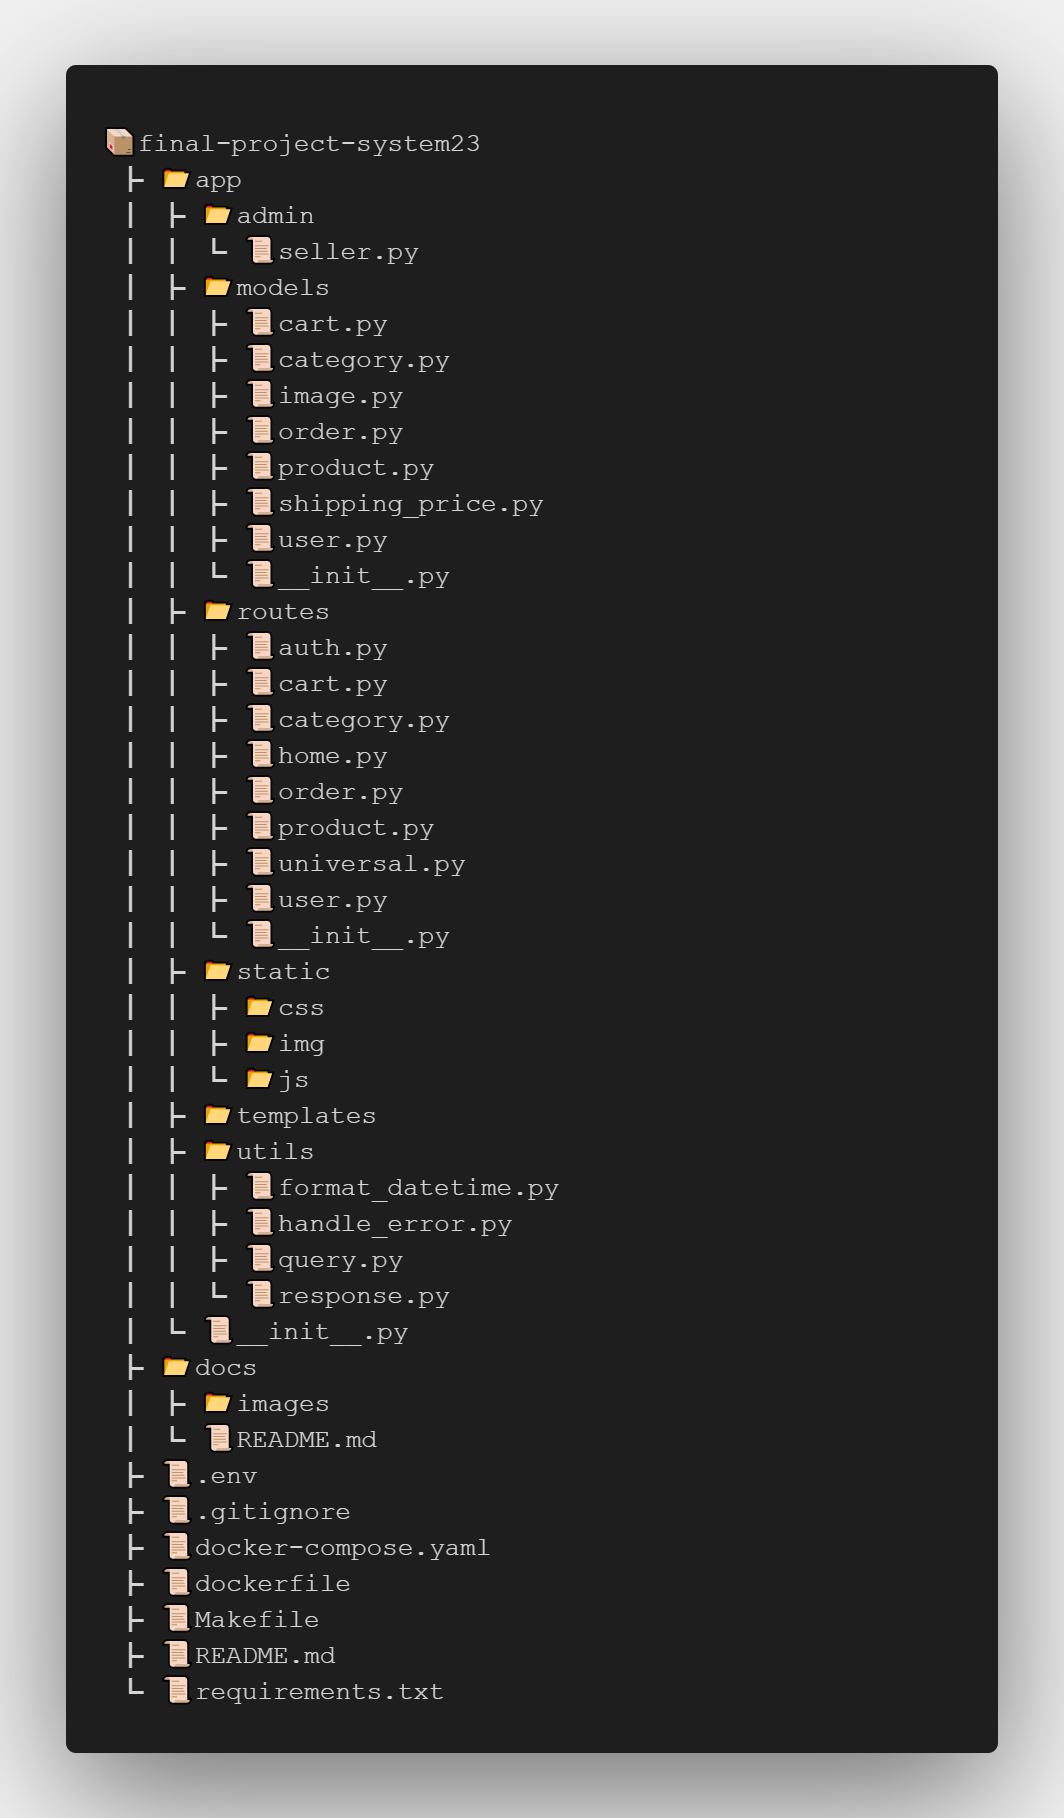 final-project-system23
app
admin
seller.py
models
cart.py
category.py
image.py
order.py
product.py
shipping_price.py
user.py
__init__.py
routes
auth.py
cart.py
category.py
home.py
order.py
product.py
universal.py
user.py
__init__.py
static
css
img
js
templates
utils
format_datetime.py
handle_error.py
query.py
response.py
__init__.py
docs
images
README.md
.env
.gitignore
docker-compose.yaml
dockerfile
Makefile
README.md
requirements.txt